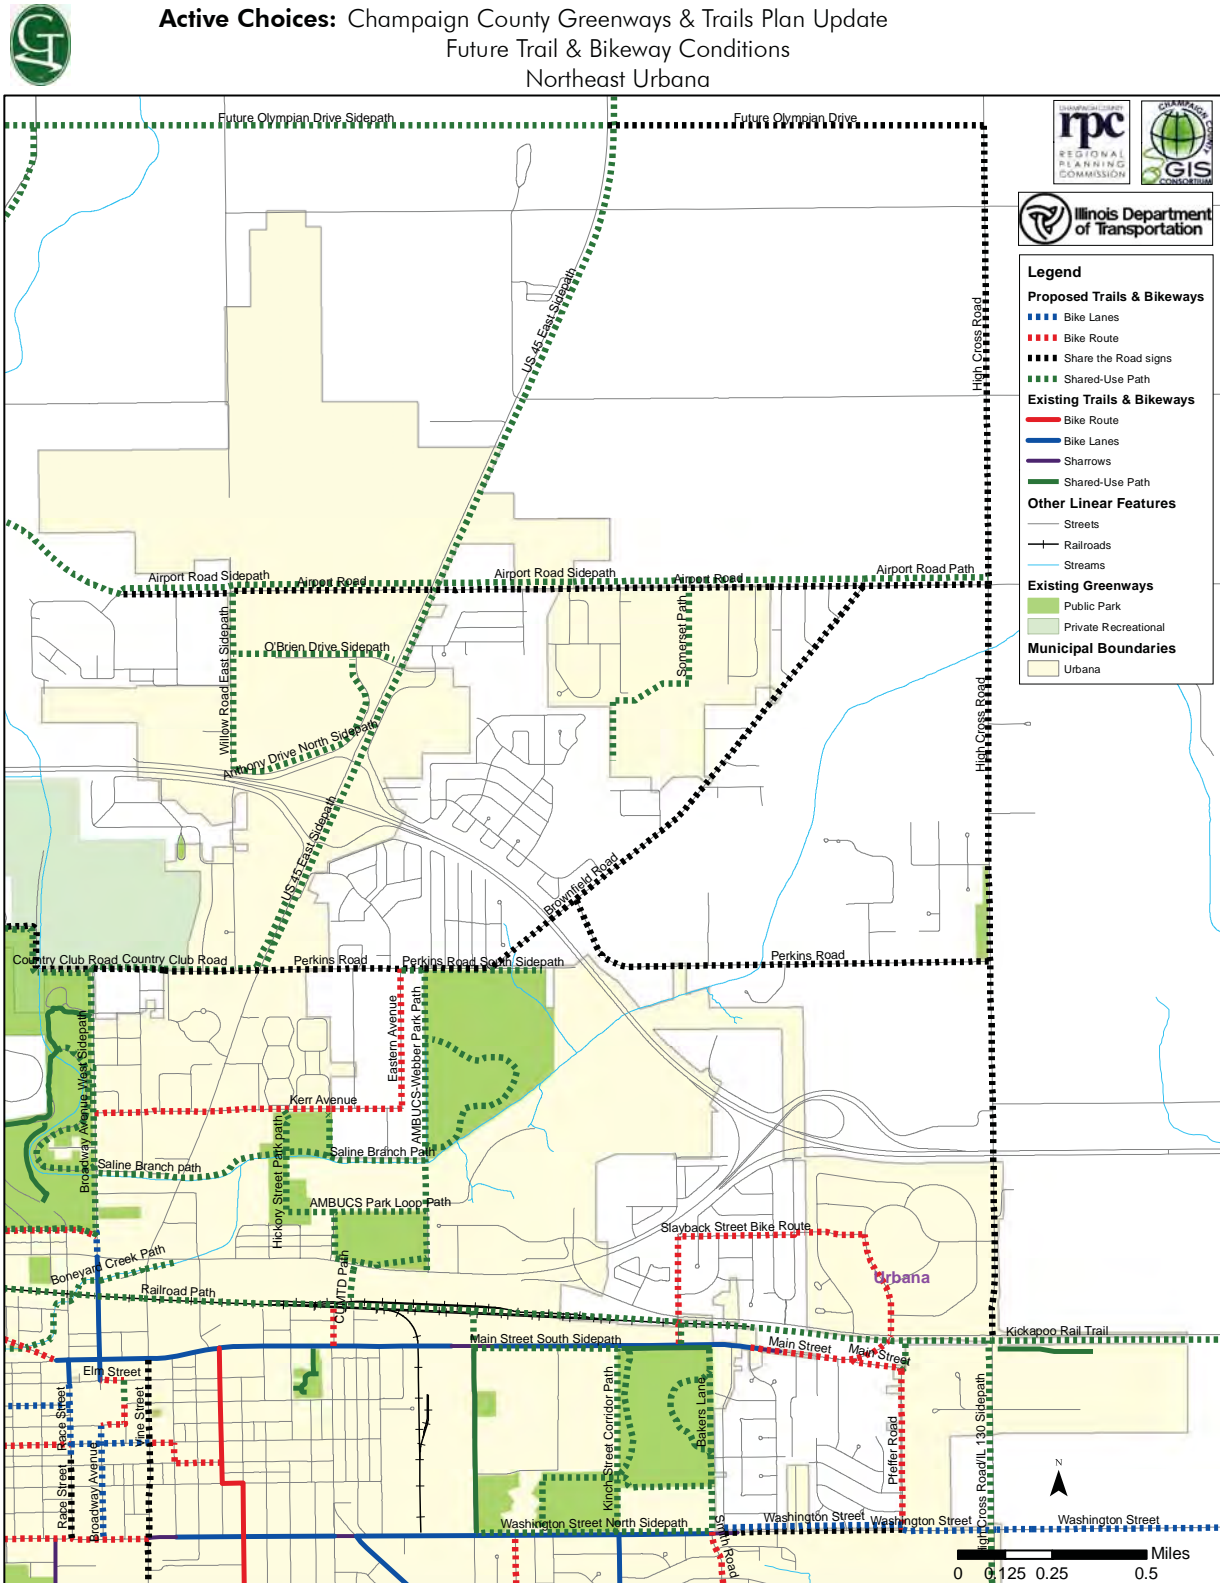 Active Choices: Champaign County Greenways & Trails Plan Update
Future Trail & Bikeway Conditions
Northeast Urbana
CHAMPAIGN COUNTY
rpc
REGIONAL
PLANNING
COMMISSION
CHAMPAIGN COUNTY
GIS
CONSORTIUM
Illinois Department
of Transportation
Legend
Proposed Trails & Bikeways
Bike Lanes
Bike Route
Share the Road signs
Shared-Use Path
Existing Trails & Bikeways
Bike Route
Bike Lanes
Sharrows
Shared-Use Path
Other Linear Features
Streets
Railroads
Streams
Existing Greenways
Public Park
Private Recreational
Municipal Boundaries
Urbana
Future Olympian Drive Sidepath
Future Olympian Drive
US 45 East Sidepath
High Cross Road
Airport Road Sidepath
Airport Road
Airport Road Sidepath
Airport Road
Airport Road Path
Willow Road East Sidepath
O'Brien Drive Sidepath
Somerset Path
Anthony Drive North Sidepath
High Cross Road
US 45 East Sidepath
Brownfield Road
Country Club Road
Country Club Road
Perkins Road
Perkins Road South Sidepath
Perkins Road
Broadway Avenue West Sidepath
Eastern Avenue
AMBUCS-Webber Park Path
Kerr Avenue
Hickory Street Park path
Saline Branch path
Saline Branch Path
AMBUCS Park Loop Path
Slayback Street Bike Route
Boneyard Creek Path
Urbana
Railroad Path
CUMTD Path
Main Street South Sidepath
Main Street
Main Street
Kickapoo Rail Trail
Elm Street
Race Street
Vine Street
Kinch Street Corridor Path
Bakers Lane
Pfeffer Road
High Cross Road/IL 130 Sidepath
Race Street
Broadway Avenue
Washington Street North Sidepath
Smith Road
Washington Street
Washington Street
Washington Street
N
Miles
0 0.125 0.25 0.5